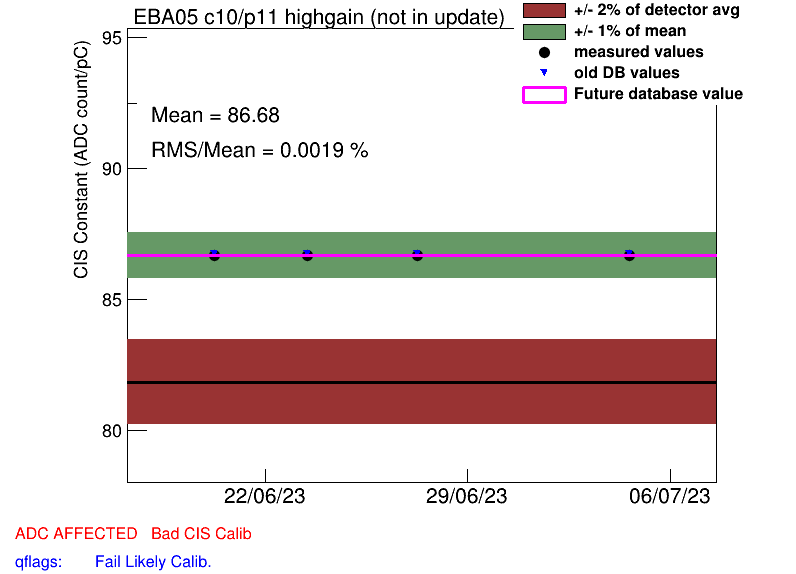 EBA05 c10/p11 highgain (not in update)
+/- 2% of detector avg
+/- 1% of mean
measured values
old DB values
Future database value
CIS Constant (ADC count/pC)
95
90
85
80
Mean = 86.68
RMS/Mean = 0.0019 %
22/06/23
29/06/23
06/07/23
ADC AFFECTED Bad CIS Calib
qflags: Fail Likely Calib.